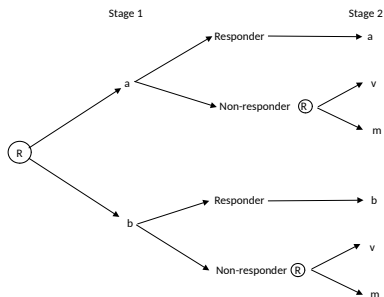 Stage 1 Stage 2
Responder a
a v
Non-responder R
m
R
Responder b
b
v
Non-responder R
m